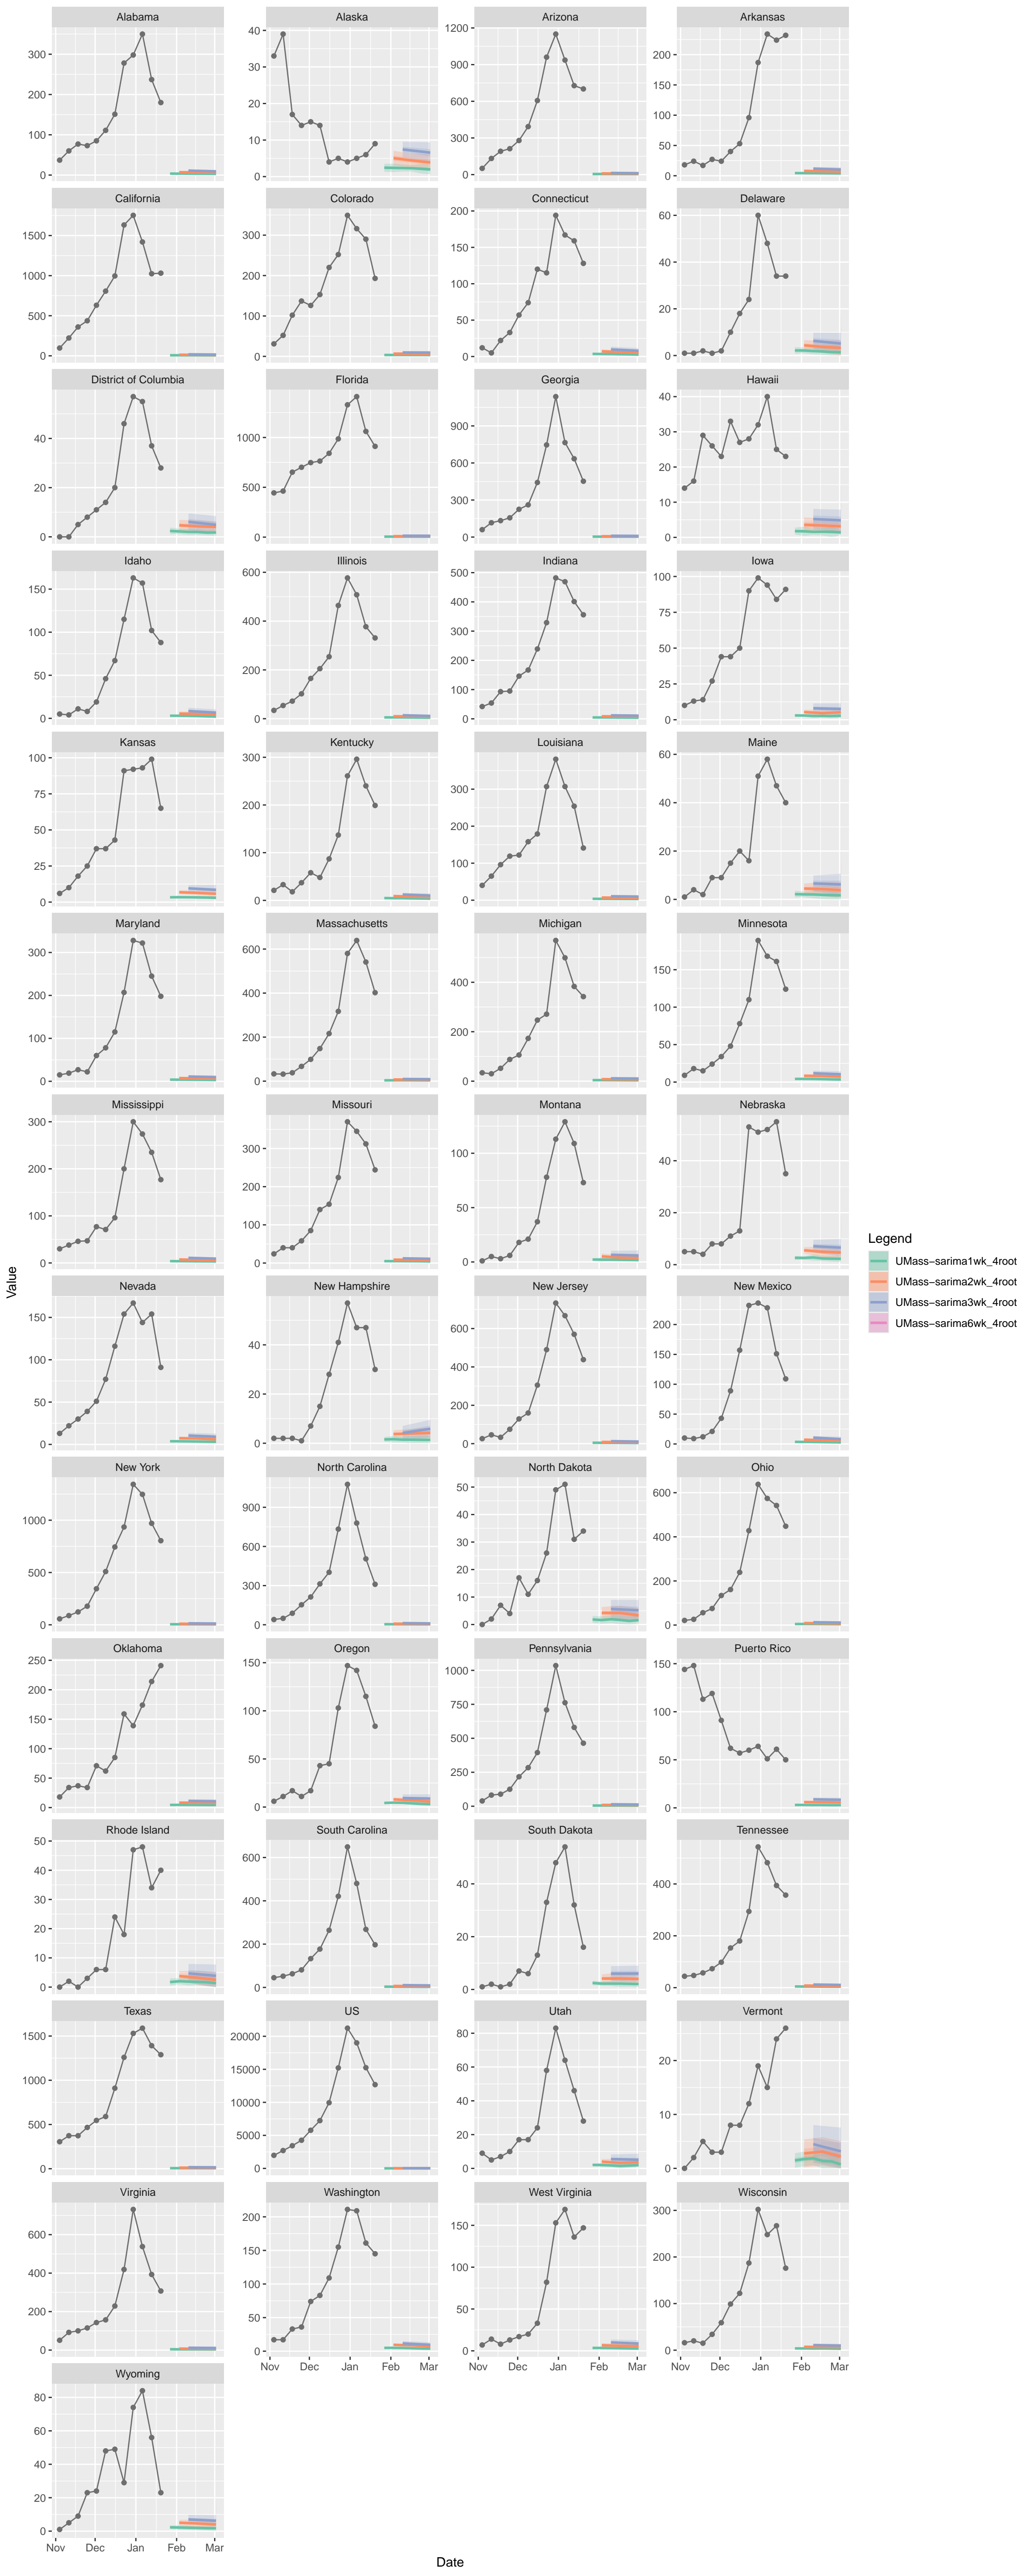 Alabama Alaska Arizona Arkansas
300 200 100 0
40 30 20 10 0
1200 900 600 300 0
200 150 100 50 0
California Colorado Connecticut Delaware
1500 1000 500 0
300 200 100 0
200 150 100 50 0
60 40 20 0
District of Columbia Florida Georgia Hawaii
40 20 0
1000 500 0
900 600 300 0
40 30 20 10 0
Idaho Illinois Indiana Iowa
150 100 50 0
600 400 200 0
500 400 300 200 100 0
100 75 50 25 0
Kansas Kentucky Louisiana Maine
100 75 50 25 0
300 200 100 0
300 200 100 0
60 40 20 0
Maryland Massachusetts Michigan Minnesota
300 200 100 0
600 400 200 0
400 200 0
150 100 50 0
Mississippi Missouri Montana Nebraska
300 200 100 0
300 200 100 0
100 50 0
40 20 0
Nevada New Hampshire New Jersey New Mexico
150 100 50 0
40 20 0
600 400 200 0
200 150 100 50 0
New York North Carolina North Dakota Ohio
1000 500 0
900 600 300 0
50 40 30 20 10 0
600 400 200 0
Oklahoma Oregon Pennsylvania Puerto Rico
250 200 150 100 50 0
150 100 50 0
1000 750 500 250 0
150 100 50 0
Rhode Island South Carolina South Dakota Tennessee
50 40 30 20 10 0
600 400 200 0
40 20 0
400 200 0
Texas US Utah Vermont
1500 1000 500 0
20000 15000 10000 5000 0
80 60 40 20 0
20 10 0
Virginia Washington West Virginia Wisconsin
600 400 200 0
200 150 100 50 0
150 100 50 0
300 200 100 0
Nov Dec Jan Feb Mar
Nov Dec Jan Feb Mar
Nov Dec Jan Feb Mar
Wyoming
80 60 40 20 0
Nov Dec Jan Feb Mar
Date
Value
Legend
UMass−sarima1wk_4root
UMass−sarima2wk_4root
UMass−sarima3wk_4root
UMass−sarima6wk_4root